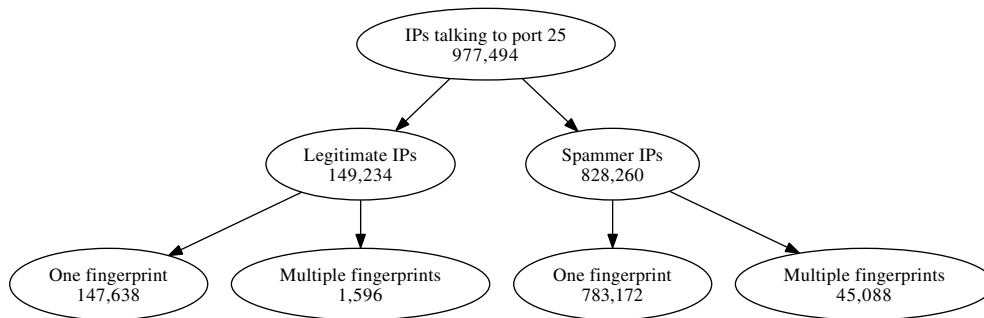 IPs talking to port 25
977,494
Legitimate IPs
149,234
Spammer IPs
828,260
One fingerprint
147,638
Multiple fingerprints
1,596
One fingerprint
783,172
Multiple fingerprints
45,088